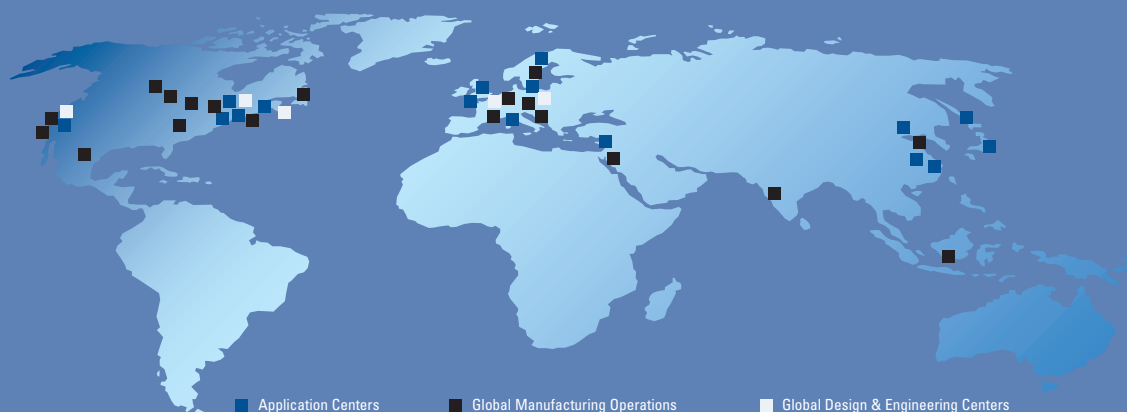 Application Centers
Global Manufacturing Operations
Global Design & Engineering Centers